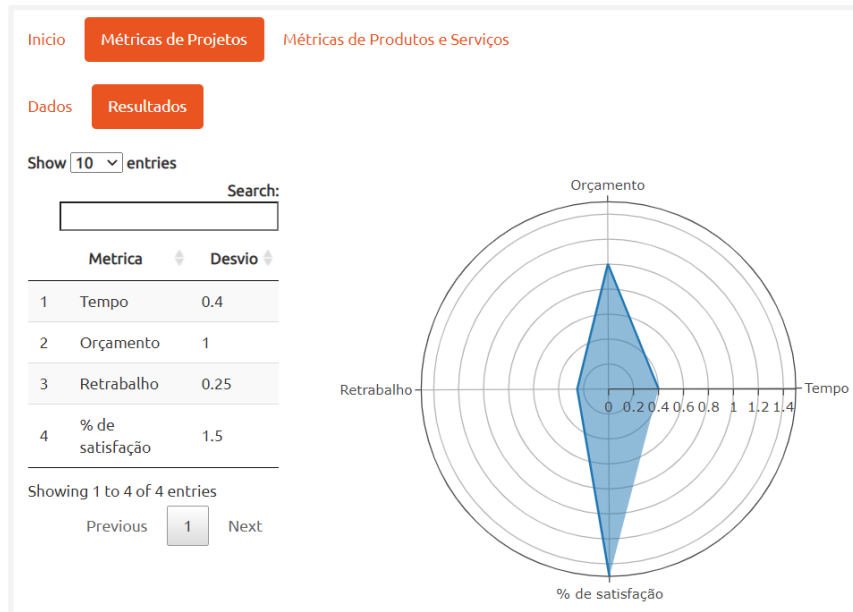 Inicio Métricas de Projetos Métricas de Produtos e Serviços
Dados Resultados
Show 10 entries
Search:
Metrica Desvio
1 Tempo 0.4
2 Orçamento 1
3 Retrabalho 0.25
4 % de
satisfação 1.5
Showing 1 to 4 of 4 entries
Previous 1 Next
Orçamento
Retrabalho
Tempo
0 0.2 0.4 0.6 0.8 1 1.2 1.4
% de satisfação